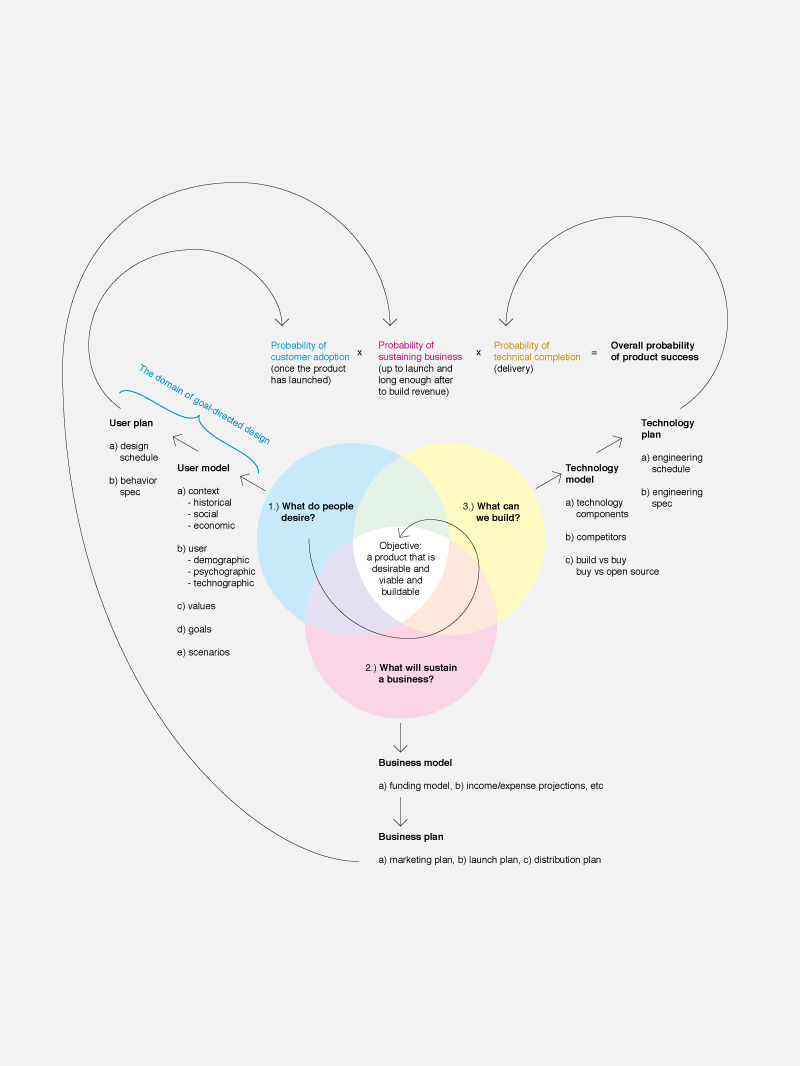 Probability of
customer adoption
(once the product
has launched)
x
Probability of
sustaining business
(up to launch and
long enough after
to build revenue)
x
Probability of
technical completion
(delivery)
=
Overall probability
of product success
The domain of goal-directed design
User plan
a) design
schedule
b) behavior
spec
User model
a) context
- historical
- social
- economic
b) user
- demographic
- psychographic
- technographic
c) values
d) goals
e) scenarios
1.) What do people
desire?
3.) What can
we build?
Objective:
a product that is
desirable and
viable and
buildable
2.) What will sustain
a business?
Technology
model
a) technology
components
b) competitors
c) build vs buy
buy vs open source
Technology
plan
a) engineering
schedule
b) engineering
spec
Business model
a) funding model, b) income/expense projections, etc
Business plan
a) marketing plan, b) launch plan, c) distribution plan